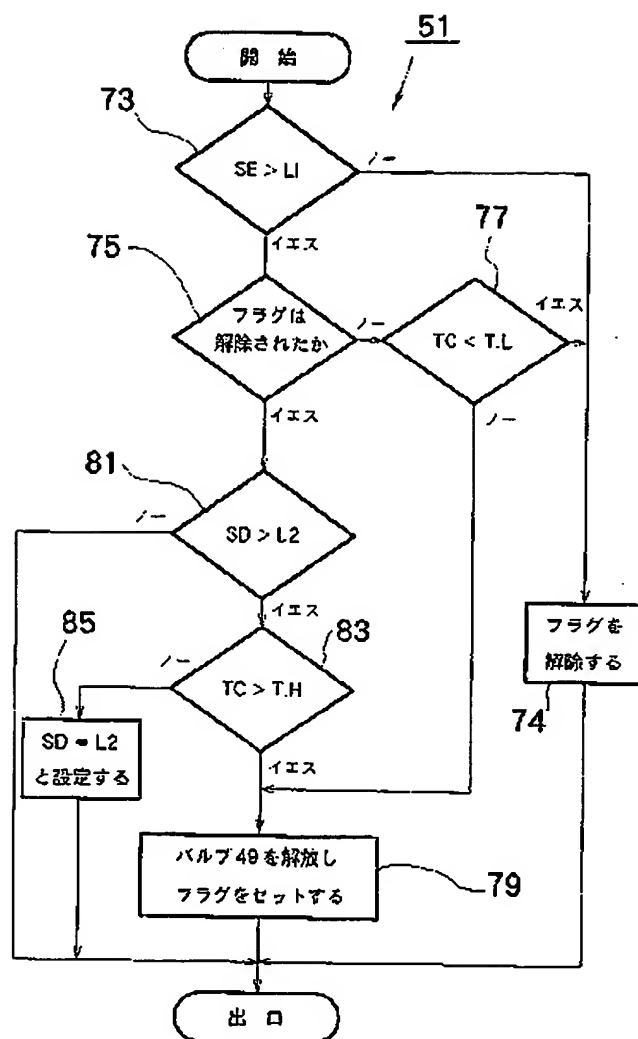 51
開始
73
SE > L1
ノー
イエス
75
フラグは
解除されたか
ノー
77
TC < T.L
イエス
ノー
イエス
81
SD > L2
ノー
イエス
83
TC > T.H
ノー
イエス
85
SD = L2
と設定する
フラグを
解除する
74
バルブ49を解放し
フラグをセットする
79
出口